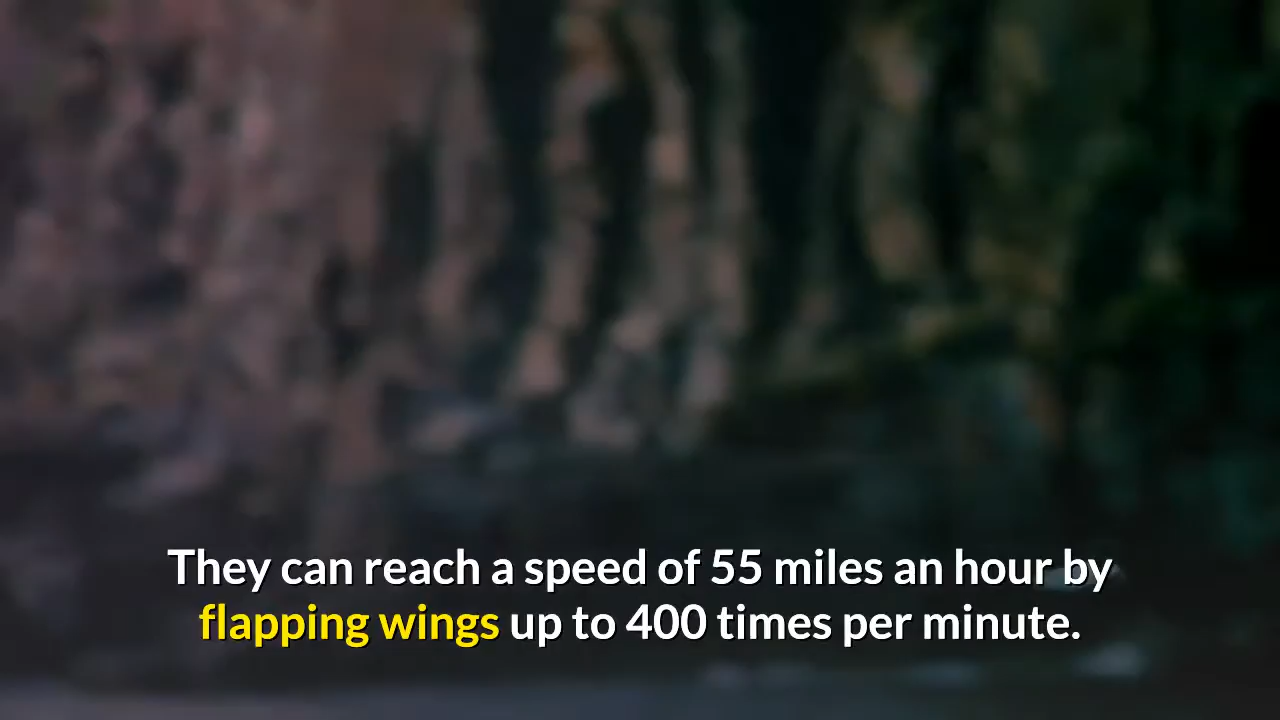 They can reach a speed of 55 miles an hour by
flapping wings up to 400 times per minute.